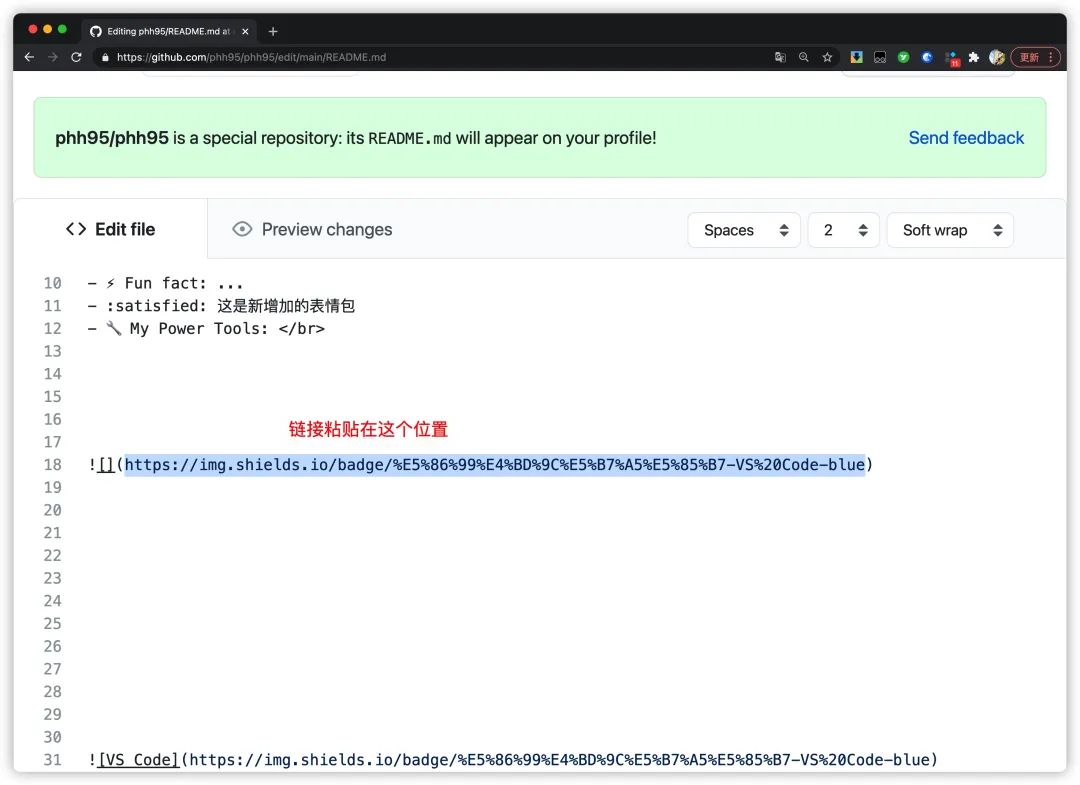 Editing phh95/README.md at
https://github.com/phh95/phh95/edit/main/README.md
11
更新
phh95/phh95 is a special repository: its README.md will appear on your profile!
Send feedback
<> Edit file
Preview changes
Spaces
2
Soft wrap
10 - ⚡ Fun fact: ...
11 - :satisfied: 这是新增加的表情包
12 - 🔧 My Power Tools: </br>
13
14
15
16
链接粘贴在这个位置
17
18 ![](https://img.shields.io/badge/%E5%86%99%E4%BD%9C%E5%B7%A5%E5%85%B7-VS%20Code-blue)
19
20
21
22
23
24
25
26
27
28
29
30
31 ![VS Code](https://img.shields.io/badge/%E5%86%99%E4%BD%9C%E5%B7%A5%E5%85%B7-VS%20Code-blue)